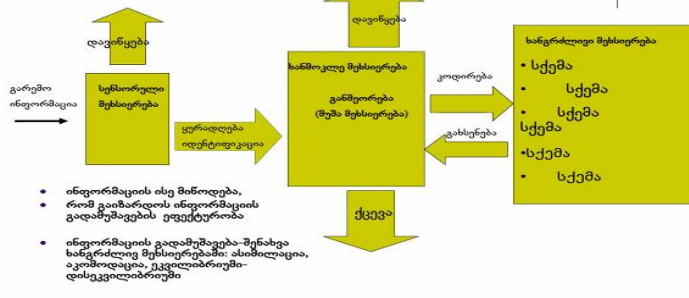 დავიწყება
დავიწყება
გარემო
ინფორმაცია
სენსორული
მეხსიერება
ყურადღება
იდენტიფიკაცია
ხანმოკლე მეხსიერება
განმეორება
(მუშა მეხსიერება)
კოდირება
გახსენება
ხანგრძლივი მეხსიერება
• სქემა
• სქემა
• სქემა
სქემა
•სქემა
• სქემა
ქცევა
• ინფორმაციის ისე მიწოდება,
• რომ გაიზარდოს ინფორმაციის
გადამუშავების ეფექტურობა
• ინფორმაციის გადამუშავება-შენახვა
ხანგრძლივ მეხსიერებაში: ასიმილაცია,
აკომოდაცია, ეკვილიბრიუმი-
დისეკვილიბრიუმი